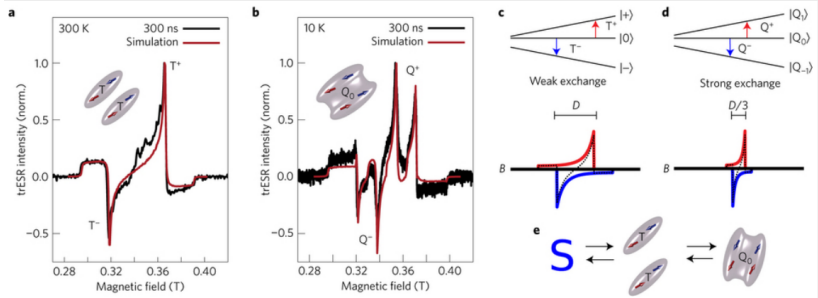 a
300 K
300 ns
Simulation
T
T
T⁺
T⁻
1.0
0.5
0.0
−0.5
trESR intensity (norm.)
0.28 0.32 0.36 0.40
Magnetic field (T)
b
10 K
300 ns
Simulation
Q₀
Q⁺
Q⁻
1.0
0.5
0.0
−0.5
trESR intensity (norm.)
0.28 0.32 0.36 0.40
Magnetic field (T)
c
|+⟩
T⁺
|0⟩
T⁻
|−⟩
Weak exchange
D
B
d
|Q₁⟩
Q⁺
|Q₀⟩
Q⁻
|Q₋₁⟩
Strong exchange
D/3
B
e
S
T
T
Q₀